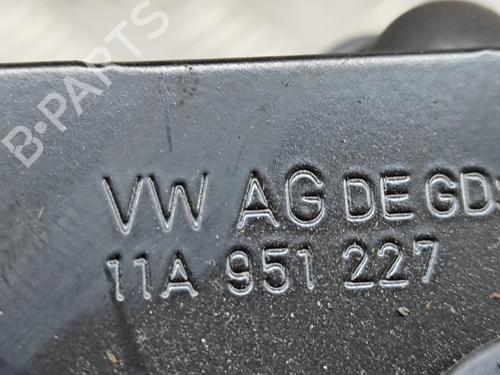 B-PARTS
VW AG DE GD
11A 951 227